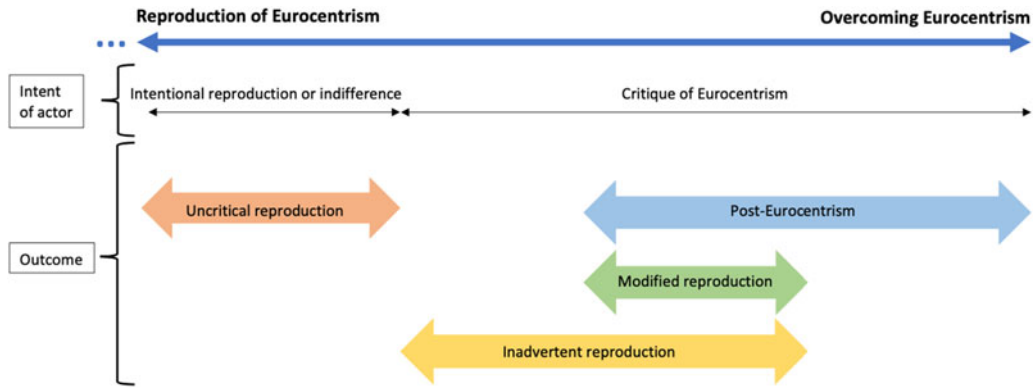 Reproduction of Eurocentrism
Overcoming Eurocentrism
Intent
of actor
Intentional reproduction or indifference
Critique of Eurocentrism
Uncritical reproduction
Post-Eurocentrism
Outcome
Modified reproduction
Inadvertent reproduction